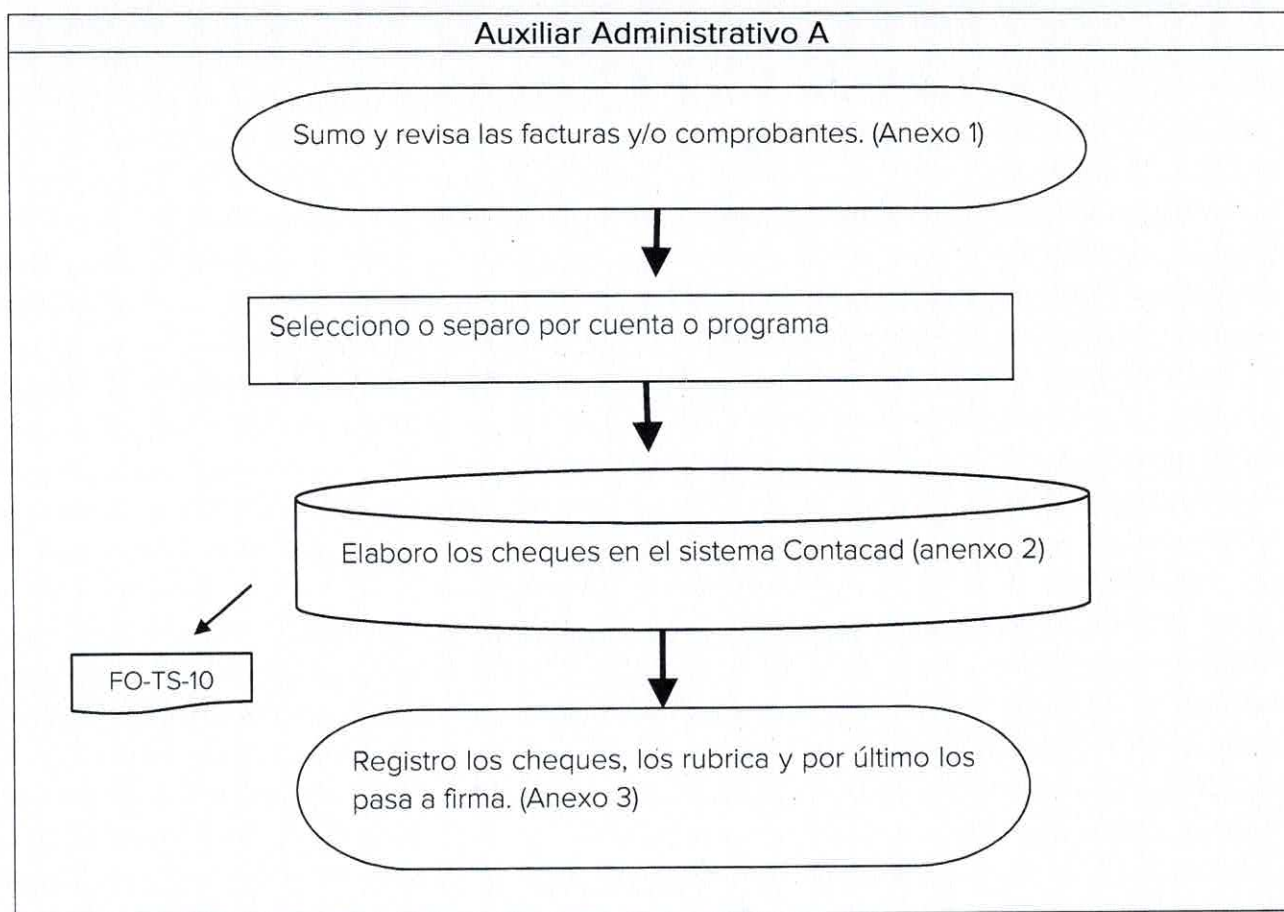 Auxiliar Administrativo A
Sumo y revisa las facturas y/o comprobantes. (Anexo 1)
Selecciono o separo por cuenta o programa
Elaboro los cheques en el sistema Contacad (anenxo 2)
FO-TS-10
Registro los cheques, los rubrica y por último los
pasa a firma. (Anexo 3)